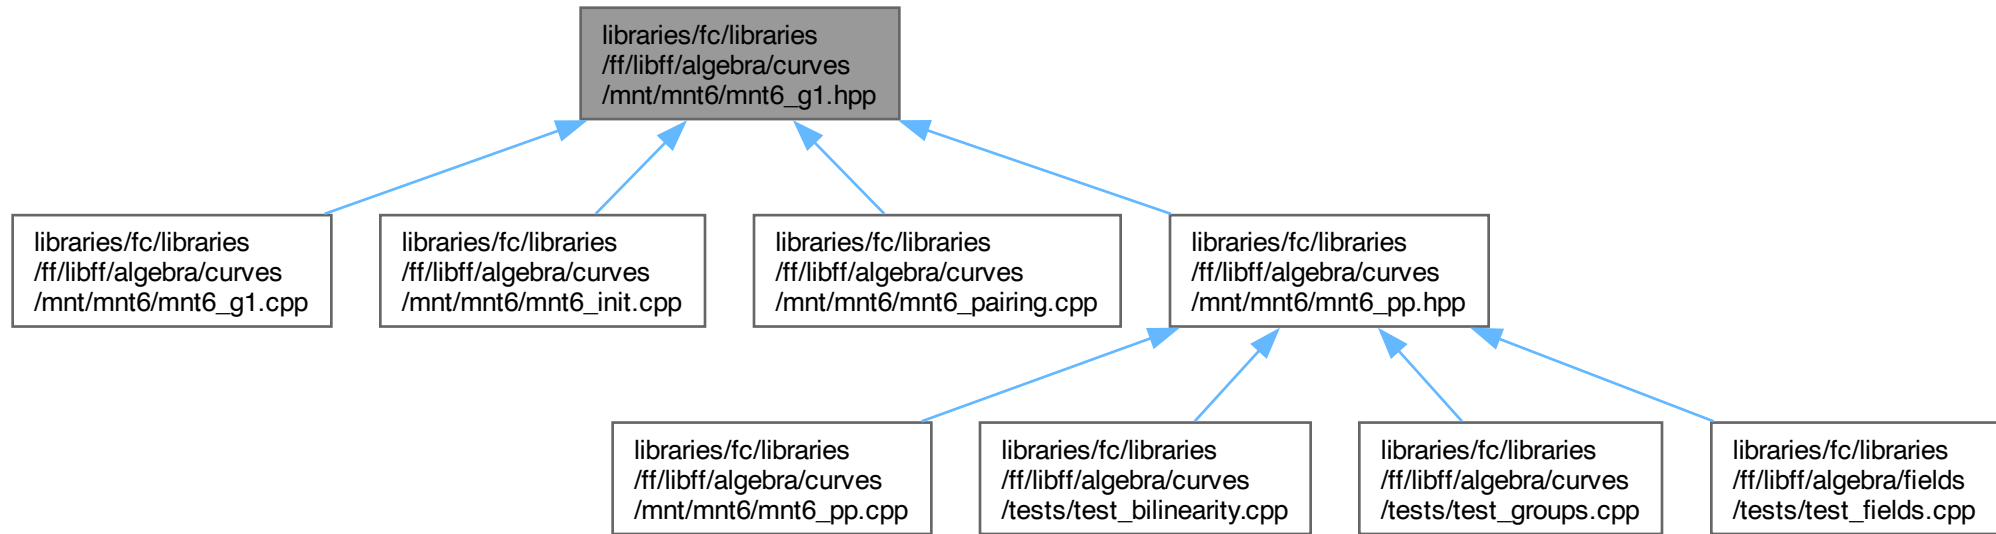 libraries/fc/libraries
/ff/libff/algebra/curves
/mnt/mnt6/mnt6_g1.hpp
libraries/fc/libraries
/ff/libff/algebra/curves
/mnt/mnt6/mnt6_g1.cpp
libraries/fc/libraries
/ff/libff/algebra/curves
/mnt/mnt6/mnt6_init.cpp
libraries/fc/libraries
/ff/libff/algebra/curves
/mnt/mnt6/mnt6_pairing.cpp
libraries/fc/libraries
/ff/libff/algebra/curves
/mnt/mnt6/mnt6_pp.hpp
libraries/fc/libraries
/ff/libff/algebra/curves
/mnt/mnt6/mnt6_pp.cpp
libraries/fc/libraries
/ff/libff/algebra/curves
/tests/test_bilinearity.cpp
libraries/fc/libraries
/ff/libff/algebra/curves
/tests/test_groups.cpp
libraries/fc/libraries
/ff/libff/algebra/fields
/tests/test_fields.cpp